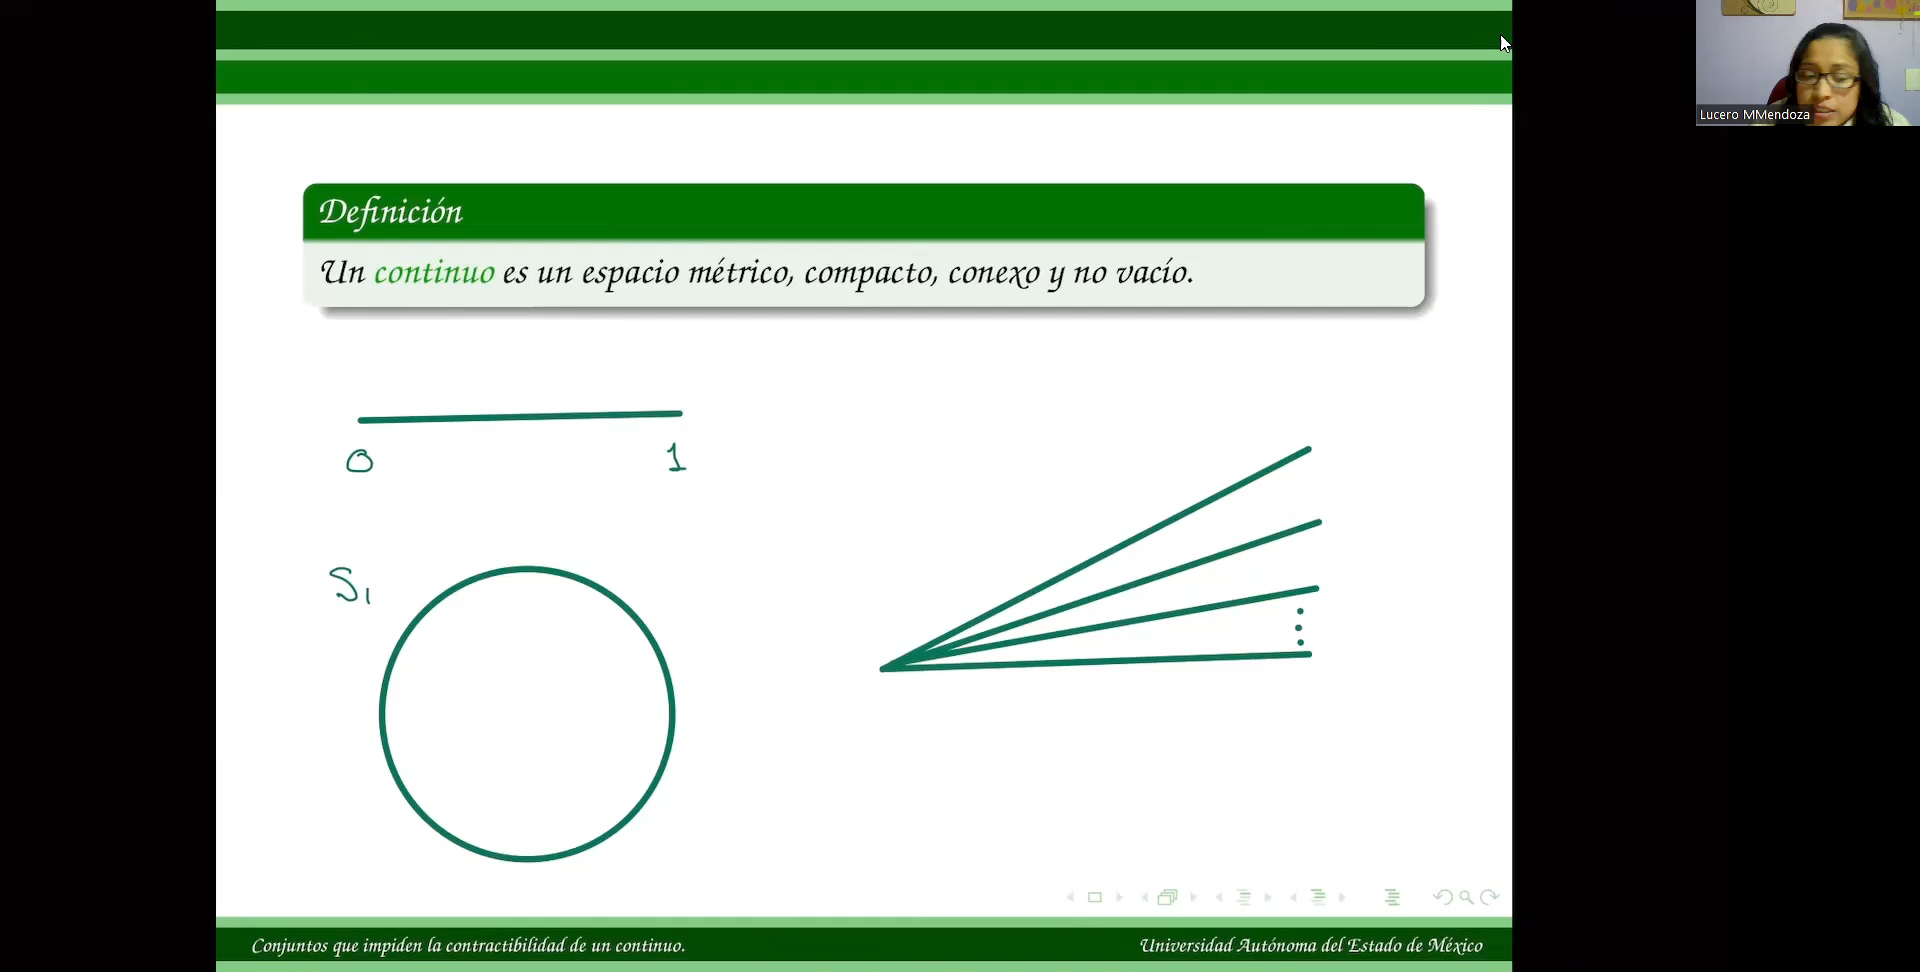 Definición
Un continuo es un espacio métrico, compacto, conexo y no vacío.
0 1
S₁
Conjuntos que impiden la contractibilidad de un continuo.
Universidad Autónoma del Estado de México
Lucero MMendoza